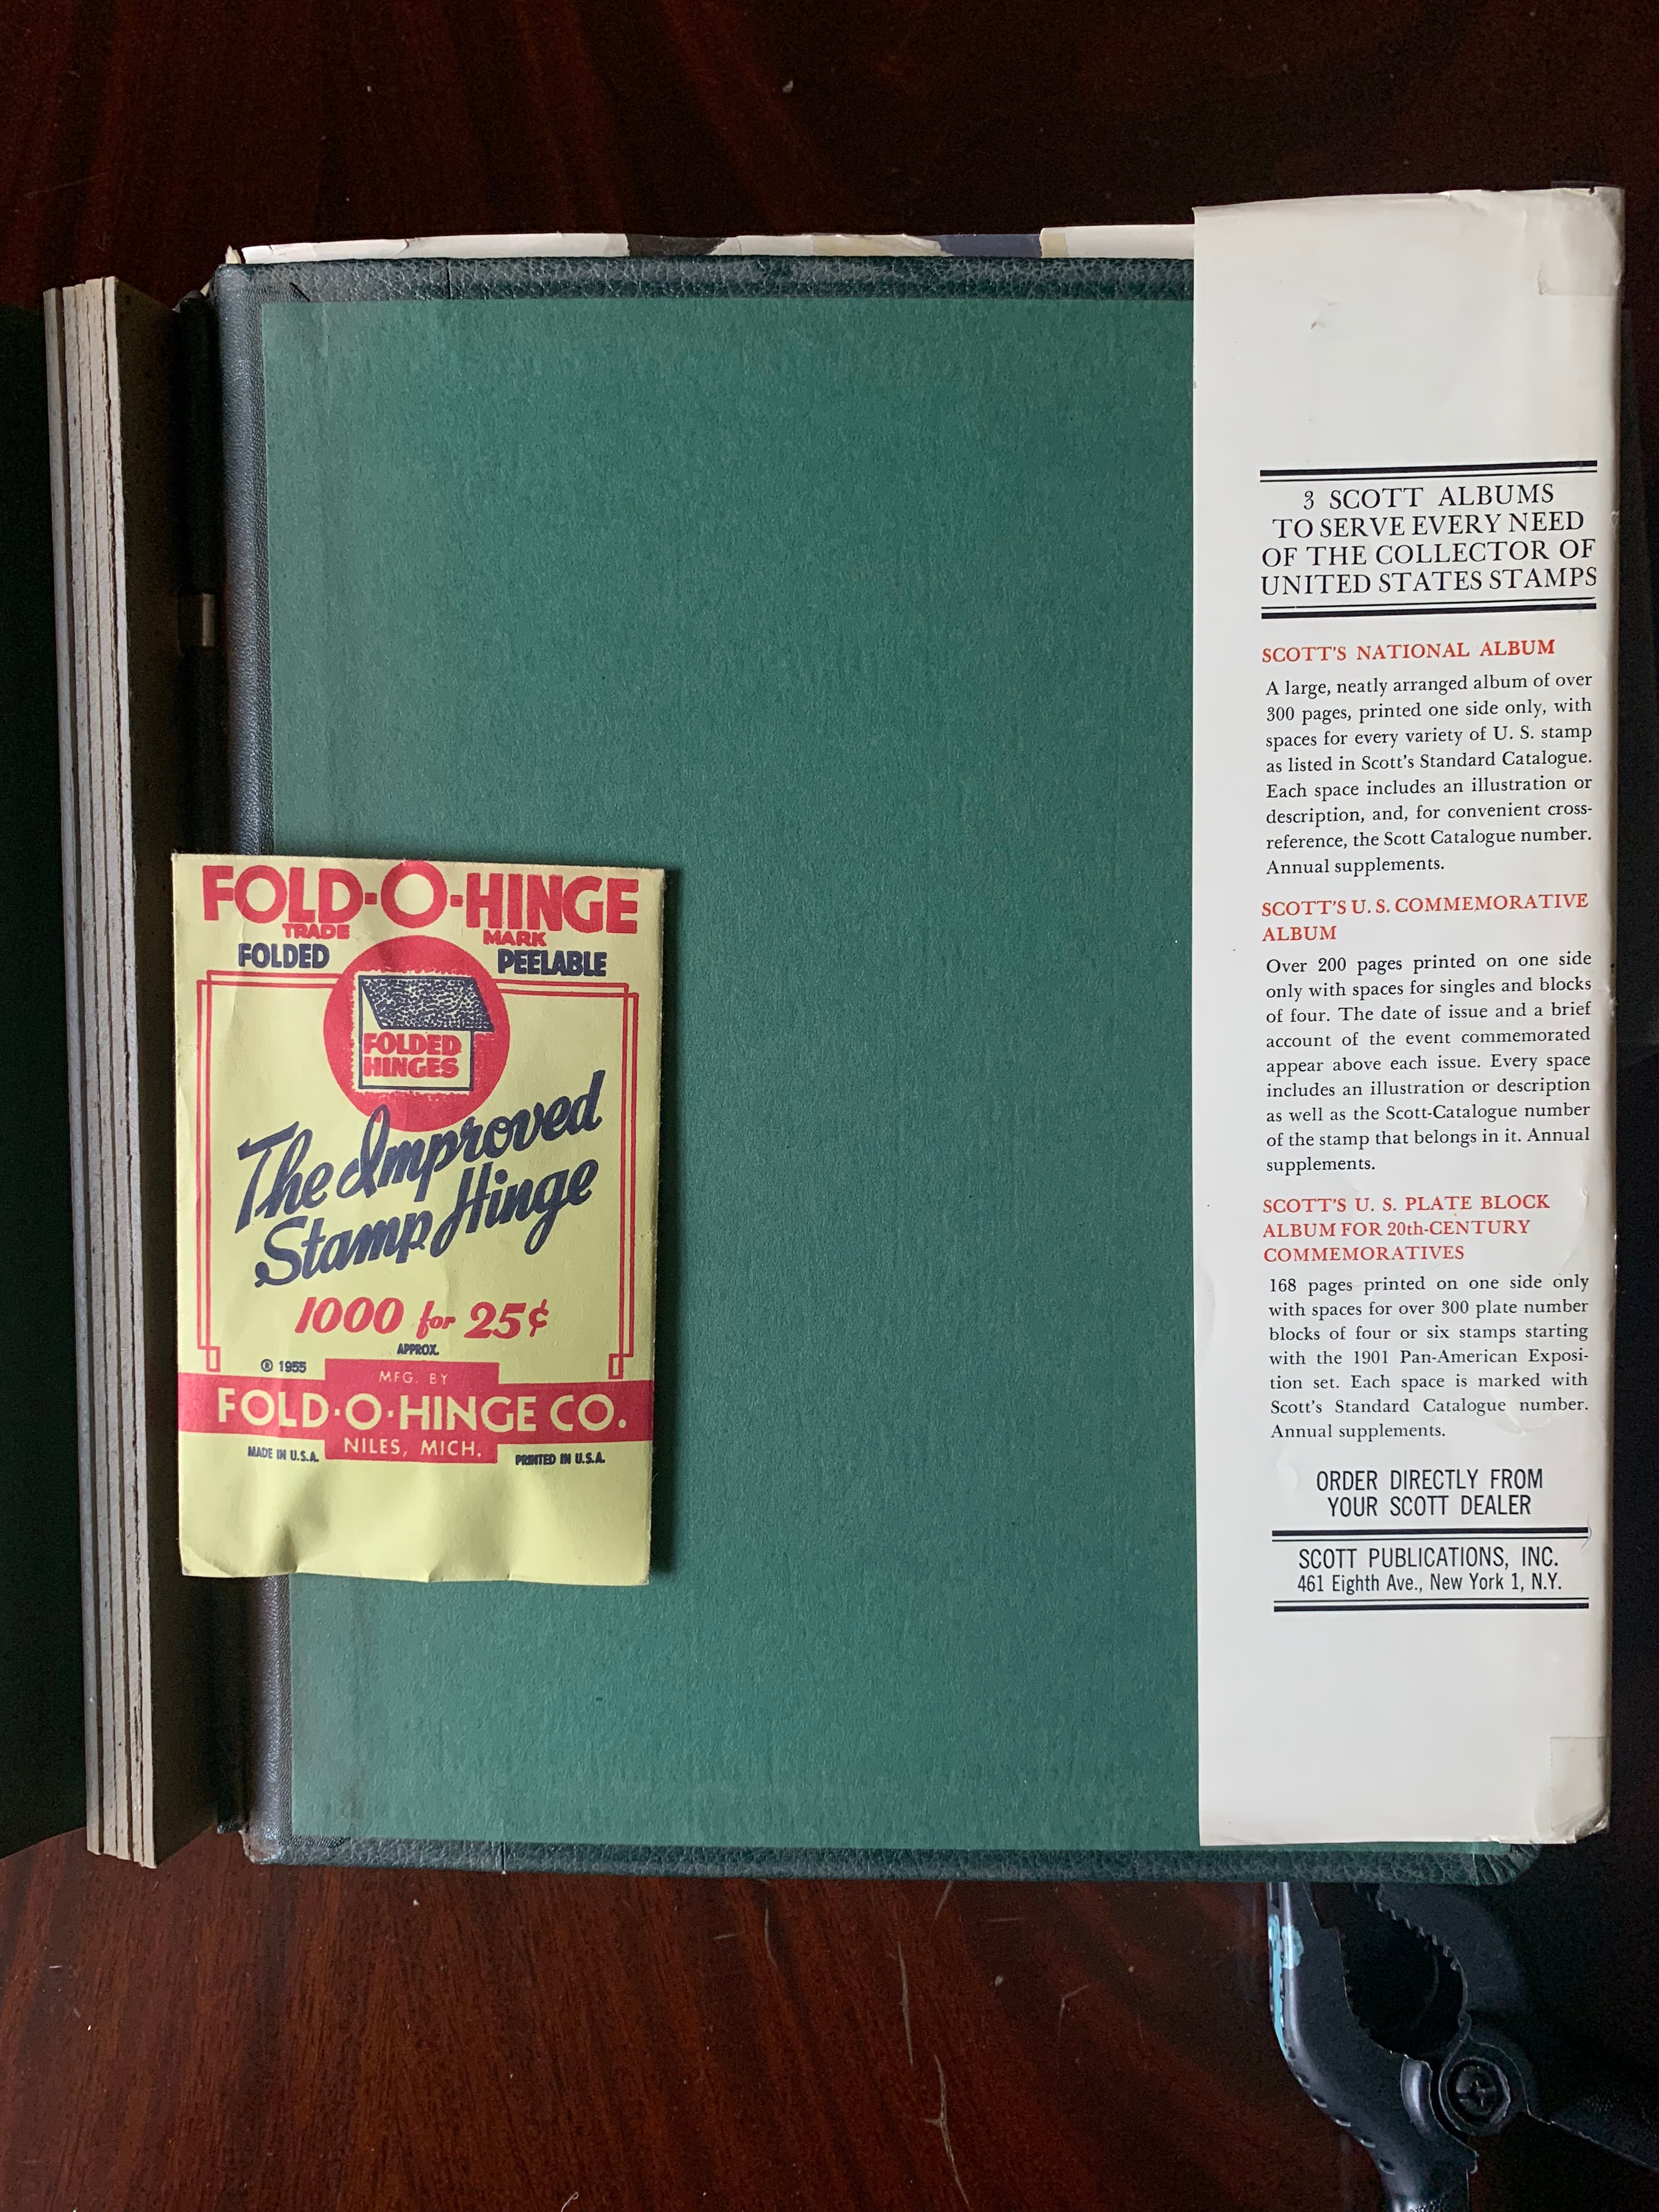 FOLD-O-HINGE
TRADE MARK
FOLDED PEELABLE
FOLDED
HINGES
The Improved
Stamp Hinge
1000 for 25¢
APPROX.
® 1955
MFG. BY
FOLD·O·HINGE CO.
NILES, MICH.
MADE IN U.S.A. PRINTED IN U.S.A.
3 SCOTT ALBUMS
TO SERVE EVERY NEED
OF THE COLLECTOR OF
UNITED STATES STAMPS
SCOTT'S NATIONAL ALBUM
A large, neatly arranged album of over
300 pages, printed one side only, with
spaces for every variety of U. S. stamp
as listed in Scott's Standard Catalogue.
Each space includes an illustration or
description, and, for convenient cross-
reference, the Scott Catalogue number.
Annual supplements.
SCOTT'S U. S. COMMEMORATIVE
ALBUM
Over 200 pages printed on one side
only with spaces for singles and blocks
of four. The date of issue and a brief
account of the event commemorated
appear above each issue. Every space
includes an illustration or description
as well as the Scott-Catalogue number
of the stamp that belongs in it. Annual
supplements.
SCOTT'S U. S. PLATE BLOCK
ALBUM FOR 20th-CENTURY
COMMEMORATIVES
168 pages printed on one side only
with spaces for over 300 plate number
blocks of four or six stamps starting
with the 1901 Pan-American Exposi-
tion set. Each space is marked with
Scott's Standard Catalogue number.
Annual supplements.
ORDER DIRECTLY FROM
YOUR SCOTT DEALER
SCOTT PUBLICATIONS, INC.
461 Eighth Ave., New York 1, N.Y.